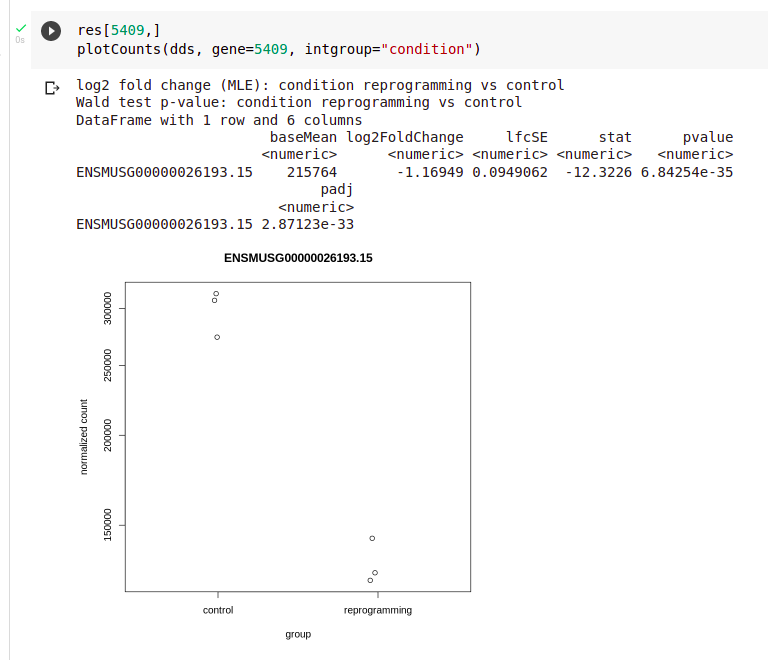 res[5409,]
0s
plotCounts(dds, gene=5409, intgroup="condition")
log2 fold change (MLE): condition reprogramming vs control
Wald test p-value: condition reprogramming vs control
DataFrame with 1 row and 6 columns
baseMean log2FoldChange lfcSE stat pvalue
<numeric> <numeric> <numeric> <numeric> <numeric>
ENSMUSG00000026193.15 215764 -1.16949 0.0949062 -12.3226 6.84254e-35
padj
<numeric>
ENSMUSG00000026193.15 2.87123e-33
ENSMUSG00000026193.15
300000
250000
200000
150000
normalized count
control reprogramming
group